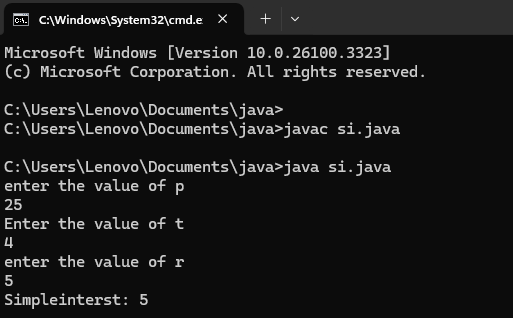 C:\Windows\System32\cmd.e
Microsoft Windows [Version 10.0.26100.3323]
(c) Microsoft Corporation. All rights reserved.
C:\Users\Lenovo\Documents\java>
C:\Users\Lenovo\Documents\java>javac si.java
C:\Users\Lenovo\Documents\java>java si.java
enter the value of p
25
Enter the value of t
4
enter the value of r
5
Simpleinterst: 5